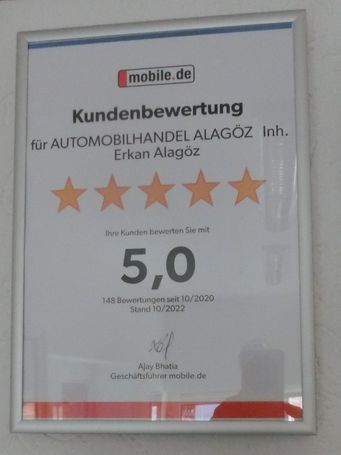 mobile.de
Kundenbewertung
für AUTOMOBILHANDEL ALAGÖZ Inh.
Erkan Alagöz
Ihre Kunden bewerten Sie mit
5,0
148 Bewertungen seit 10/2020
Stand 10/2022
Ajay Bhatia
Geschäftsführer mobile.de